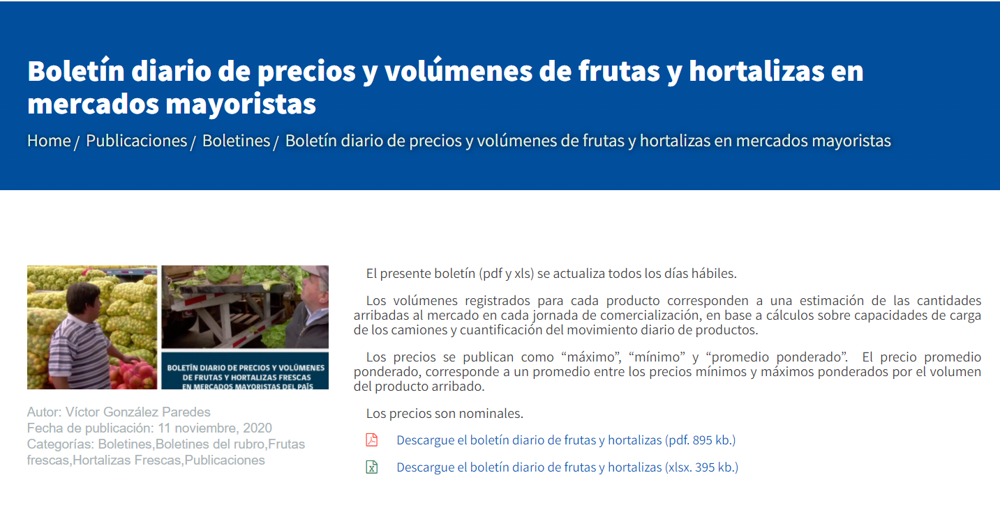 Boletín diario de precios y volúmenes de frutas y hortalizas en
mercados mayoristas
Home / Publicaciones / Boletines / Boletín diario de precios y volúmenes de frutas y hortalizas en mercados mayoristas
BOLETÍN DIARIO DE PRECIOS Y VOLÚMENES
DE FRUTAS Y HORTALIZAS FRESCAS
EN MERCADOS MAYORISTAS DEL PAÍS
Autor: Víctor González Paredes
Fecha de publicación: 11 noviembre, 2020
Categorías: Boletines,Boletines del rubro,Frutas
frescas,Hortalizas Frescas,Publicaciones
El presente boletín (pdf y xls) se actualiza todos los días hábiles.
Los volúmenes registrados para cada producto corresponden a una estimación de las cantidades
arribadas al mercado en cada jornada de comercialización, en base a cálculos sobre capacidades de carga
de los camiones y cuantificación del movimiento diario de productos.
Los precios se publican como “máximo”, “mínimo” y “promedio ponderado”. El precio promedio
ponderado, corresponde a un promedio entre los precios mínimos y máximos ponderados por el volumen
del producto arribado.
Los precios son nominales.
Descargue el boletín diario de frutas y hortalizas (pdf. 895 kb.)
Descargue el boletín diario de frutas y hortalizas (xlsx. 395 kb.)